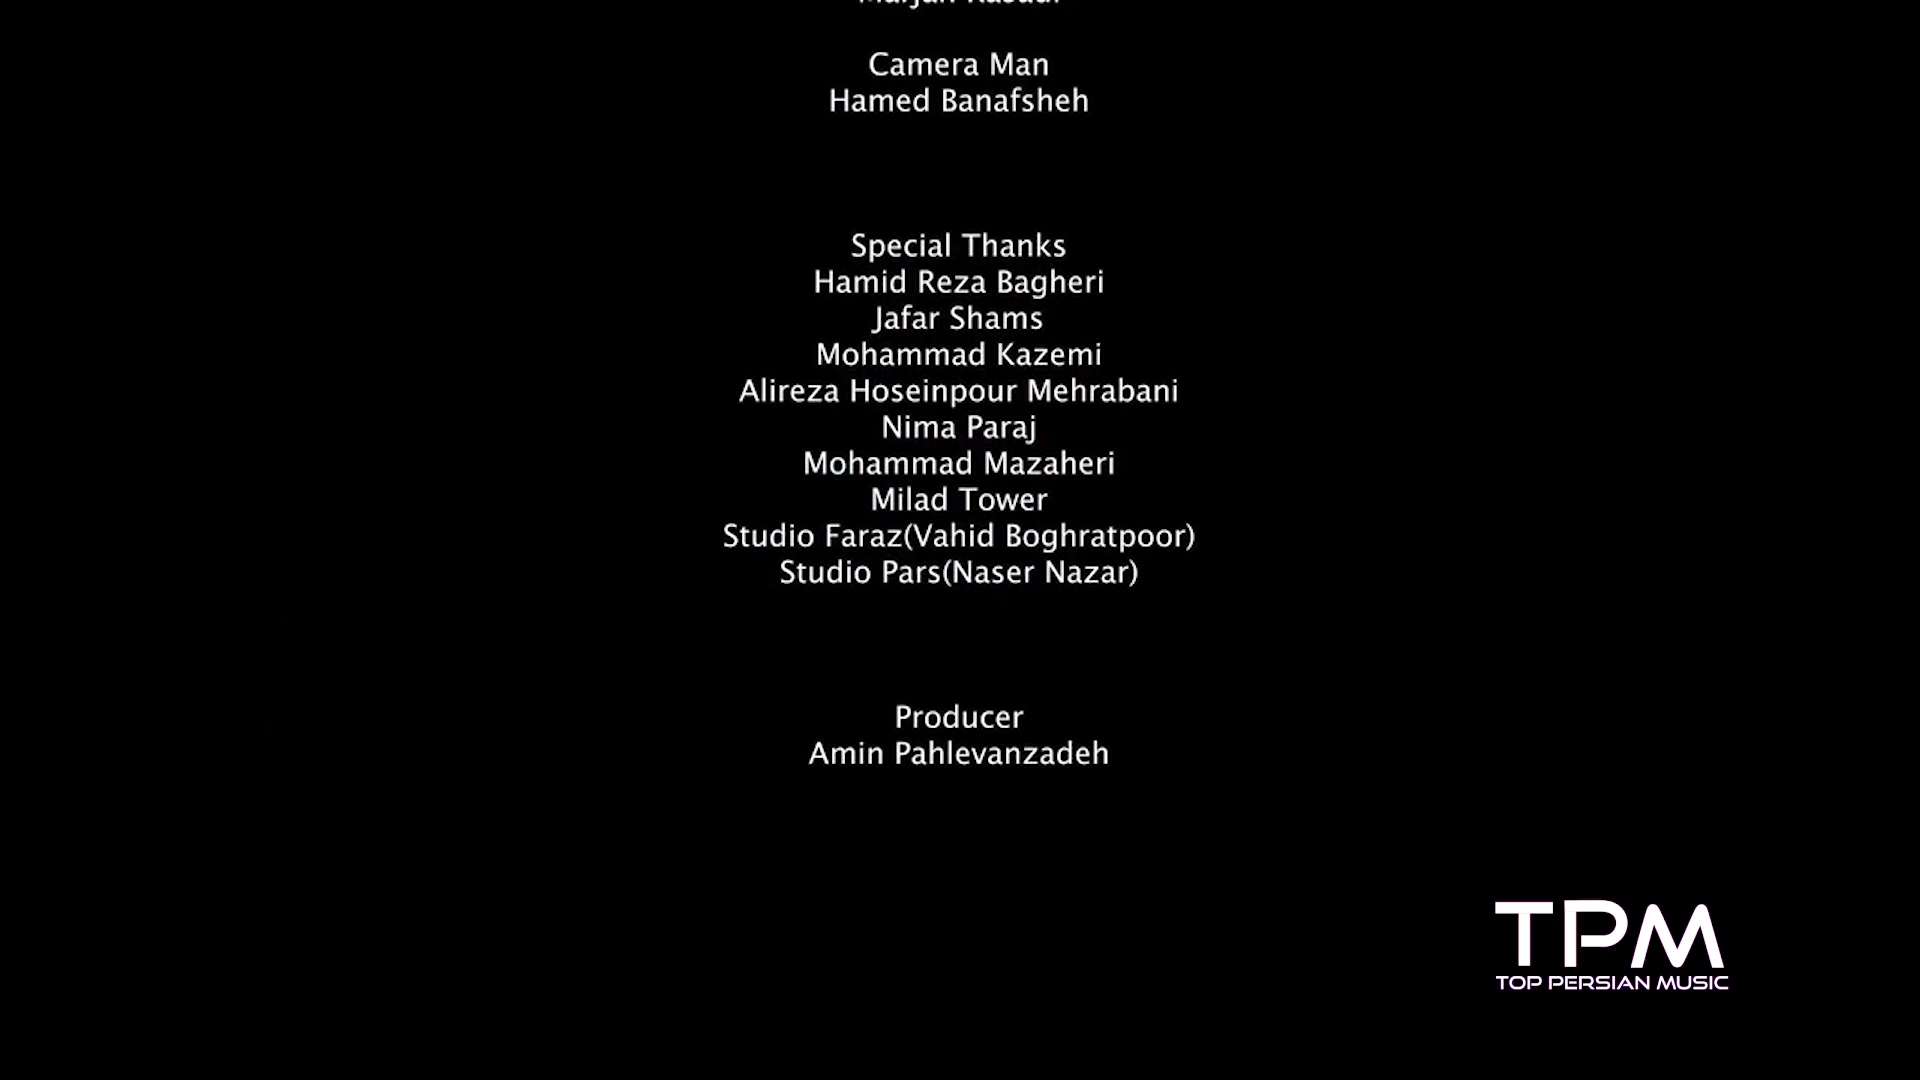 Camera Man
Hamed Banafsheh
Special Thanks
Hamid Reza Bagheri
Jafar Shams
Mohammad Kazemi
Alireza Hoseinpour Mehrabani
Nima Paraj
Mohammad Mazaheri
Milad Tower
Studio Faraz(Vahid Boghratpoor)
Studio Pars(Naser Nazar)
Producer
Amin Pahlevanzadeh
TPM
TOP PERSIAN MUSIC